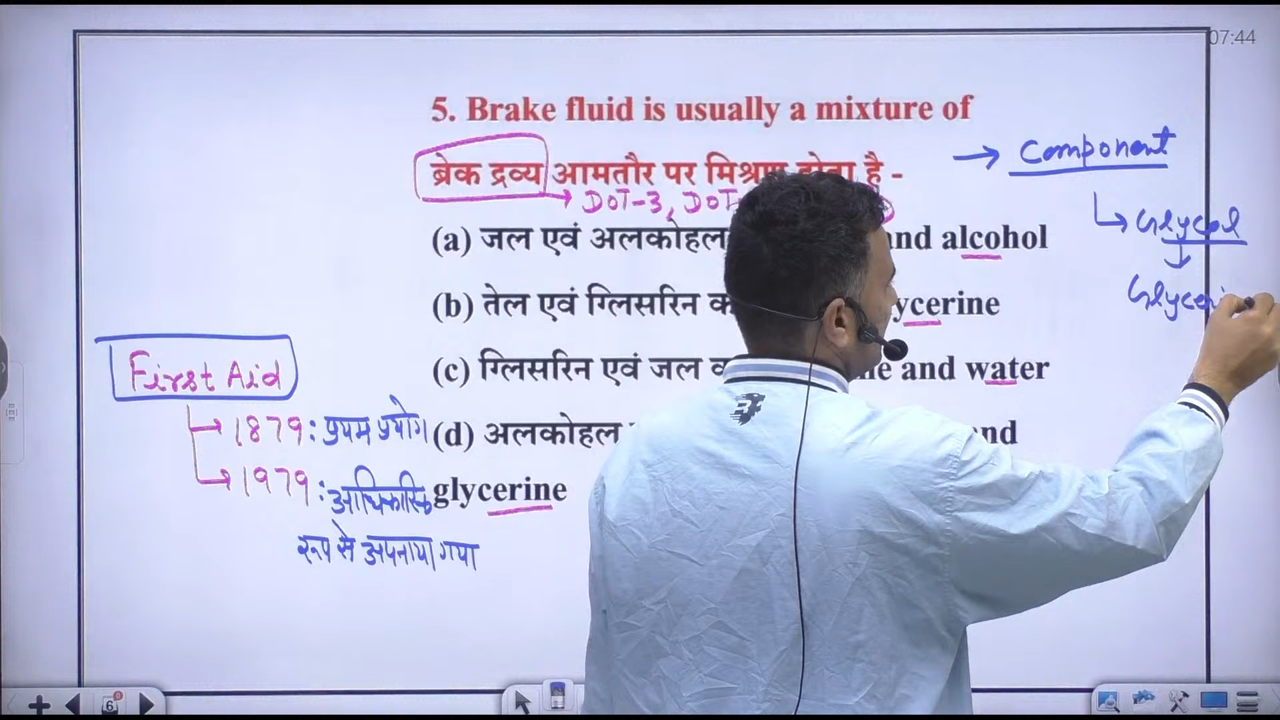 07:44
5. Brake fluid is usually a mixture of
ब्रेक द्रव्य आमतौर पर मिश्रण होता है -
→ Component
→ DOT-3, DOT
→ Glycol
(a) जल एवं अलकोहल and alcohol
(b) तेल एवं ग्लिसरिन
(c) ग्लिसरिन एवं जल and water
First Aid
→ 1879: प्रथम प्रयोग
(d) अलकोहल
→ 1979: आधिकारिक
glycerine
रूप से अपनाया गया
6